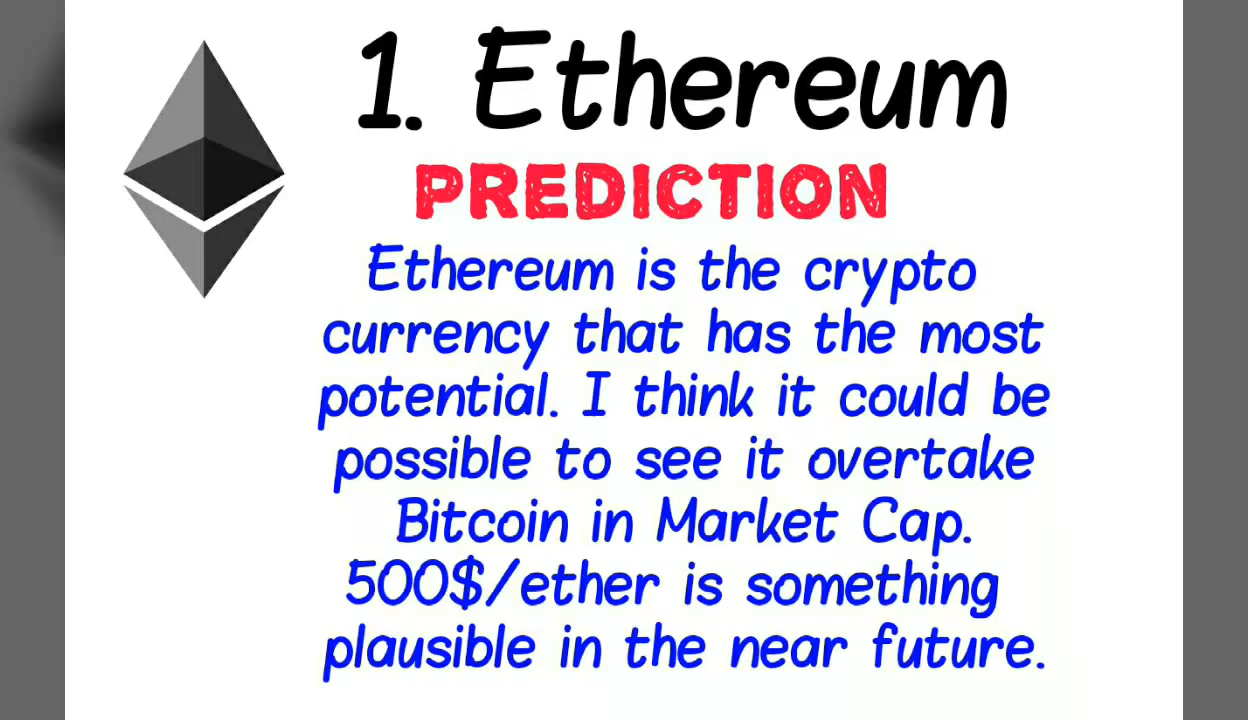 1. Ethereum
PREDICTION
Ethereum is the crypto
currency that has the most
potential. I think it could be
possible to see it overtake
Bitcoin in Market Cap.
500$/ether is something
plausible in the near future.